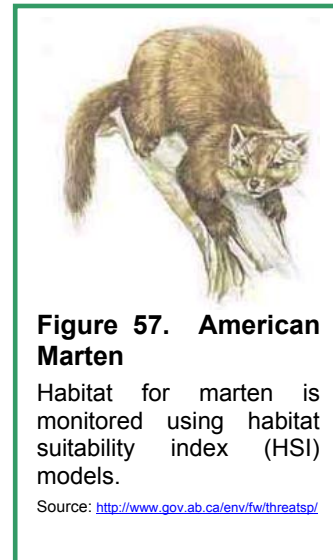 Figure 57. American
Marten
Habitat for marten is
monitored using habitat
suitability index (HSI)
models.
Source: http://www.gov.ab.ca/env/fw/threatsp/